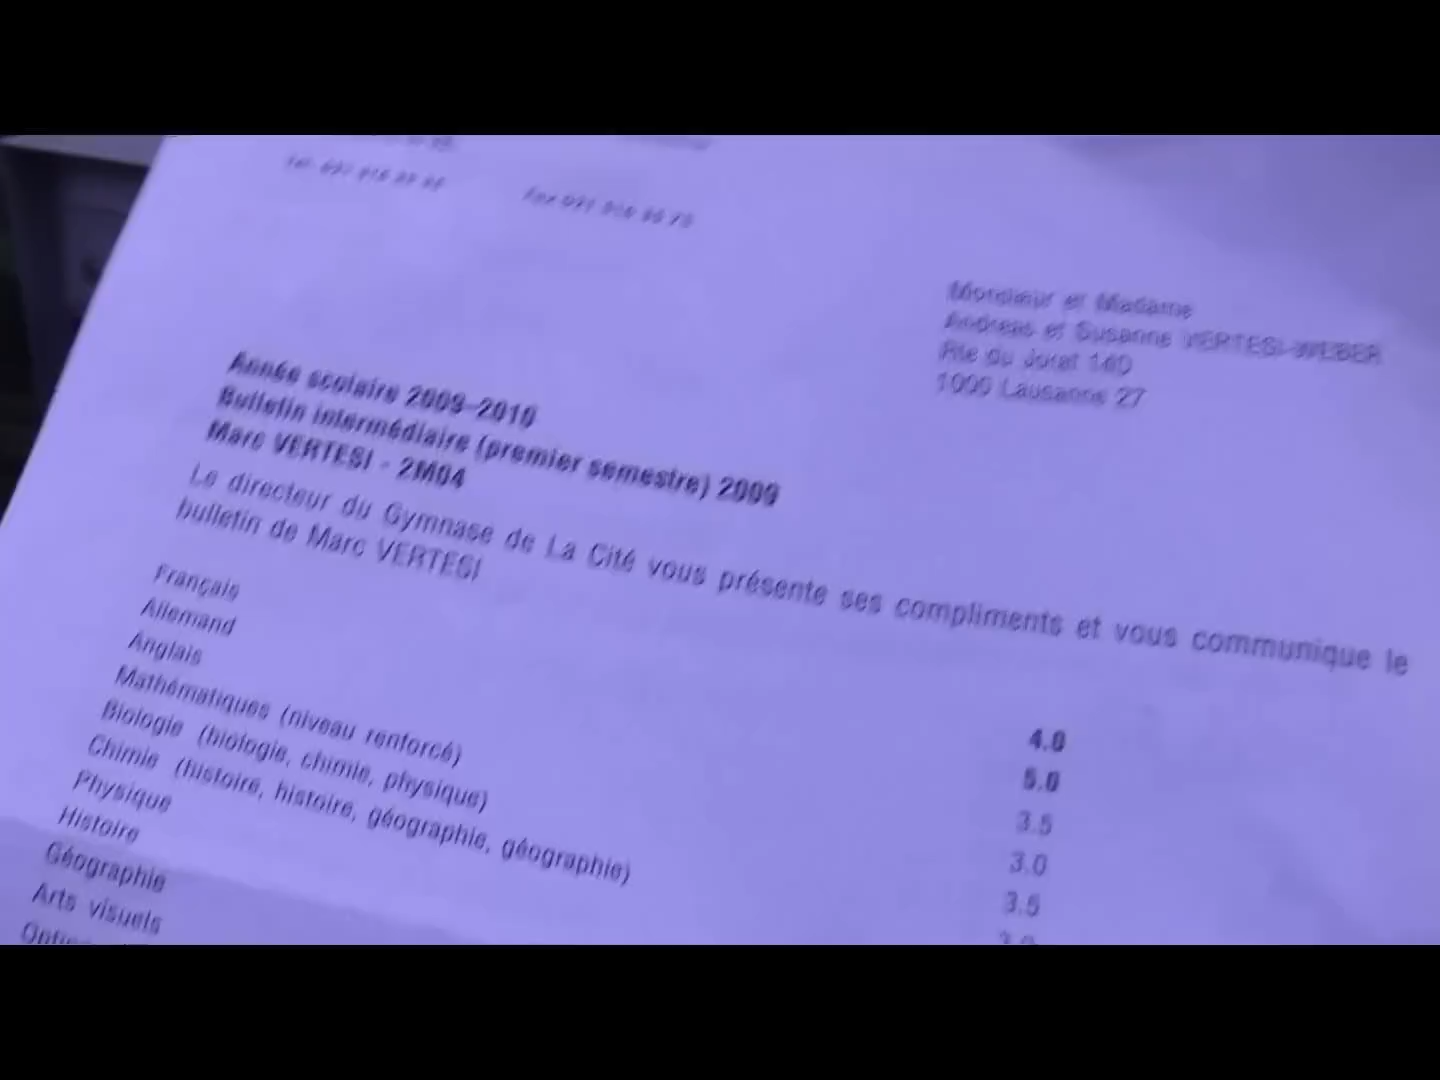 Monsieur et Madame
Andreas et Susanne VERTESI-WEBER
Rte du Jorat 140
1000 Lausanne 27
Année scolaire 2009-2010
Bulletin intermédiaire (premier semestre) 2009
Marc VERTESI - 2M04
Le directeur du Gymnase de La Cité vous présente ses compliments et vous communique le
bulletin de Marc VERTESI
Français 4.0
Allemand 5.0
Anglais 3.5
Mathématiques (niveau renforcé) 3.0
Biologie (biologie, chimie, physique) 3.5
Chimie (histoire, histoire, géographie, géographie)
Physique
Histoire
Géographie
Arts visuels